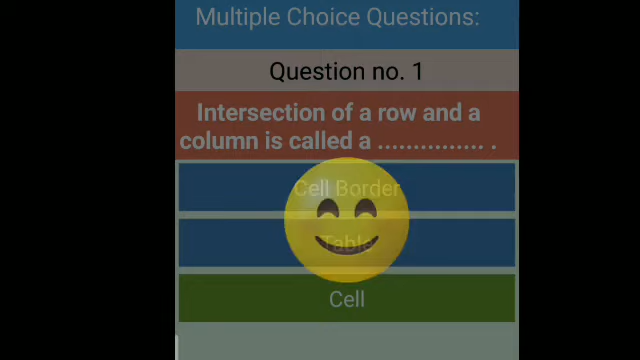 Multiple Choice Questions:
Question no. 1
Intersection of a row and a
column is called a ............... .
Cell Border
Table
Cell